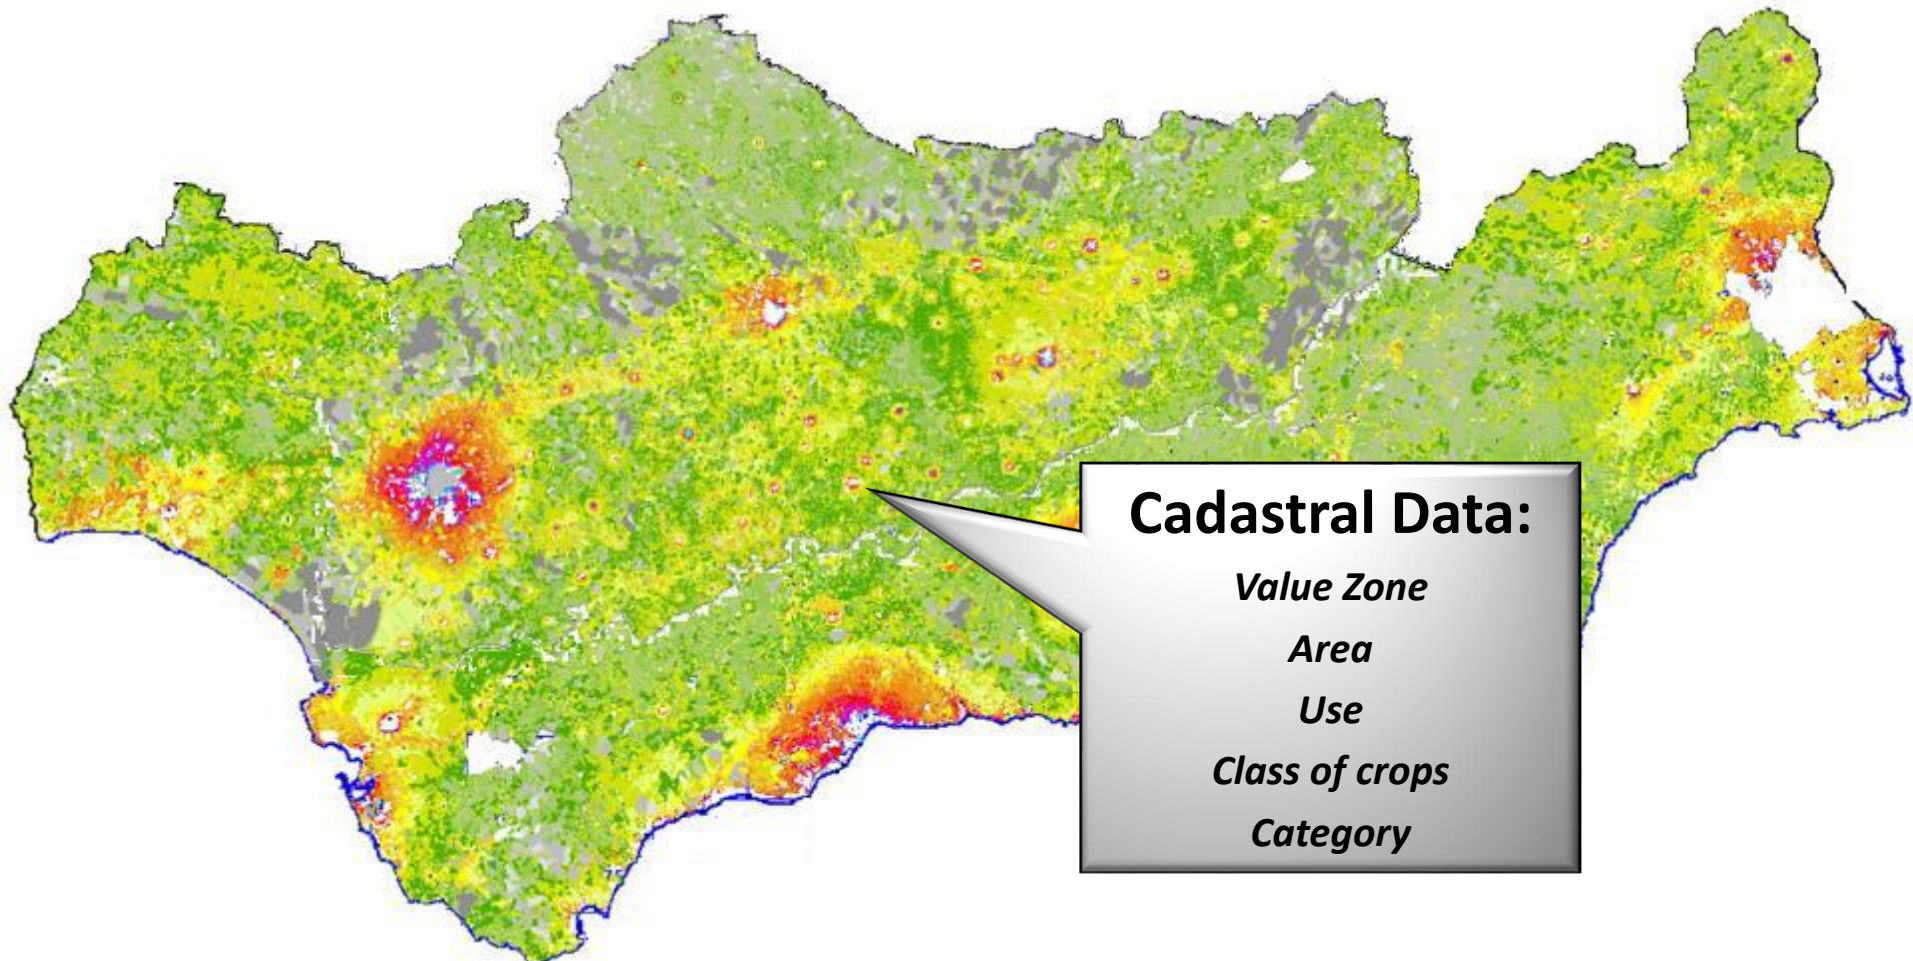 Cadastral Data:
Value Zone
Area
Use
Class of crops
Category